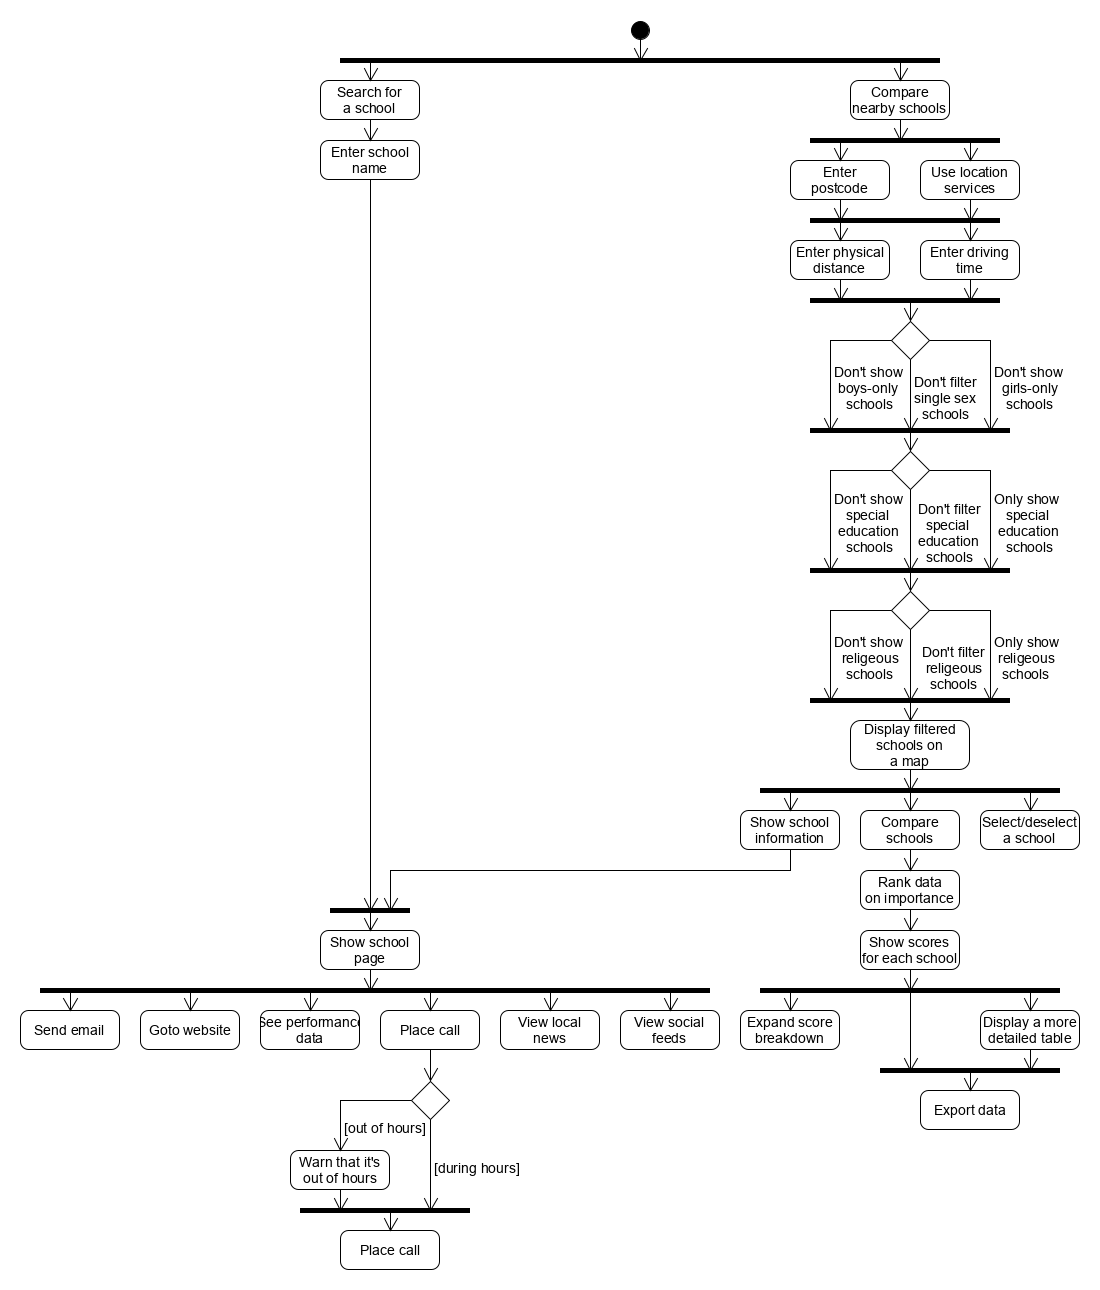 Search for
a school
Compare
nearby schools
Enter school
name
Enter
postcode
Use location
services
Enter physical
distance
Enter driving
time
Don't show
boys-only
schools
Don't filter
single sex
schools
Don't show
girls-only
schools
Don't show
special
education
schools
Don't filter
special
education
schools
Only show
special
education
schools
Don't show
religeous
schools
Don't filter
religeous
schools
Only show
religeous
schools
Display filtered
schools on
a map
Show school
information
Compare
schools
Select/deselect
a school
Rank data
on importance
Show school
page
Show scores
for each school
Send email
Goto website
See performance
data
Place call
View local
news
View social
feeds
Expand score
breakdown
Display a more
detailed table
Export data
[out of hours]
Warn that it's
out of hours
[during hours]
Place call